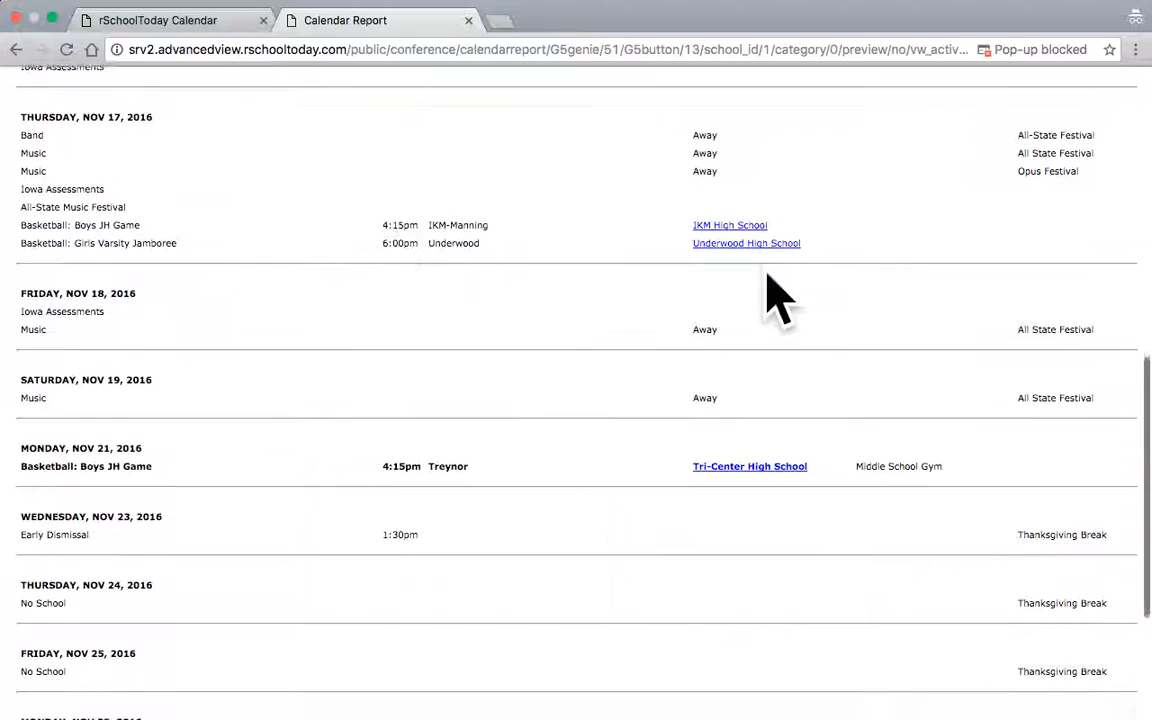 rSchoolToday Calendar
Calendar Report
srv2.advancedview.rschooltoday.com/public/conference/calendarreport/G5genie/51/G5button/13/school_id/1/category/0/preview/no/vw_activ... Pop-up blocked
Iowa Assessments
THURSDAY, NOV 17, 2016
Band Away All-State Festival
Music Away All State Festival
Music Away Opus Festival
Iowa Assessments
All-State Music Festival
Basketball: Boys JH Game 4:15pm IKM-Manning IKM High School
Basketball: Girls Varsity Jamboree 6:00pm Underwood Underwood High School
FRIDAY, NOV 18, 2016
Iowa Assessments
Music Away All State Festival
SATURDAY, NOV 19, 2016
Music Away All State Festival
MONDAY, NOV 21, 2016
Basketball: Boys JH Game 4:15pm Treynor Tri-Center High School Middle School Gym
WEDNESDAY, NOV 23, 2016
Early Dismissal 1:30pm Thanksgiving Break
THURSDAY, NOV 24, 2016
No School Thanksgiving Break
FRIDAY, NOV 25, 2016
No School Thanksgiving Break